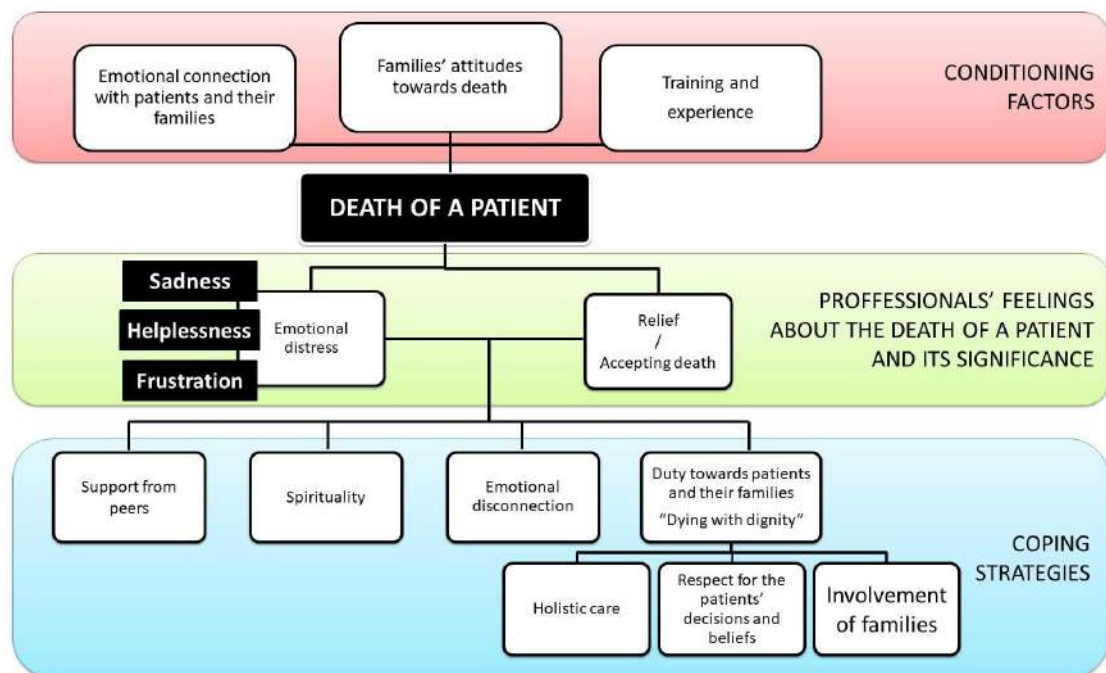 Emotional connection
with patients and their
families
Families' attitudes
towards death
Training and
experience
CONDITIONING
FACTORS
DEATH OF A PATIENT
Sadness
Helplessness
Frustration
Emotional
distress
Relief
/
Accepting death
PROFFESSIONALS' FEELINGS
ABOUT THE DEATH OF A PATIENT
AND ITS SIGNIFICANCE
Support from
peers
Spirituality
Emotional
disconnection
Duty towards patients
and their families
"Dying with dignity"
Holistic care
Respect for the
patients'
decisions and
beliefs
Involvement
of families
COPING
STRATEGIES